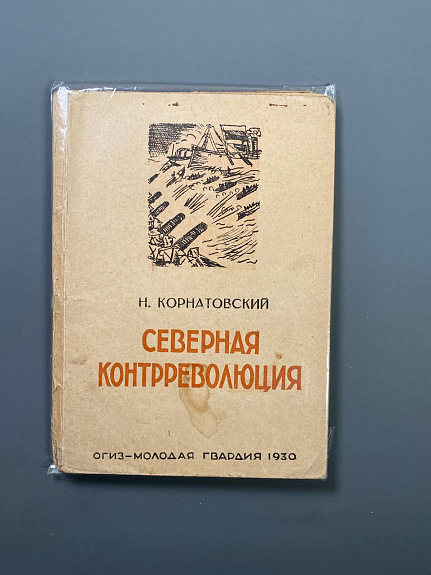 Н. КОРНАТОВСКИЙ
СЕВЕРНАЯ
КОНТРРЕВОЛЮЦИЯ
ОГИЗ–МОЛОДАЯ ГВАРДИЯ 1930